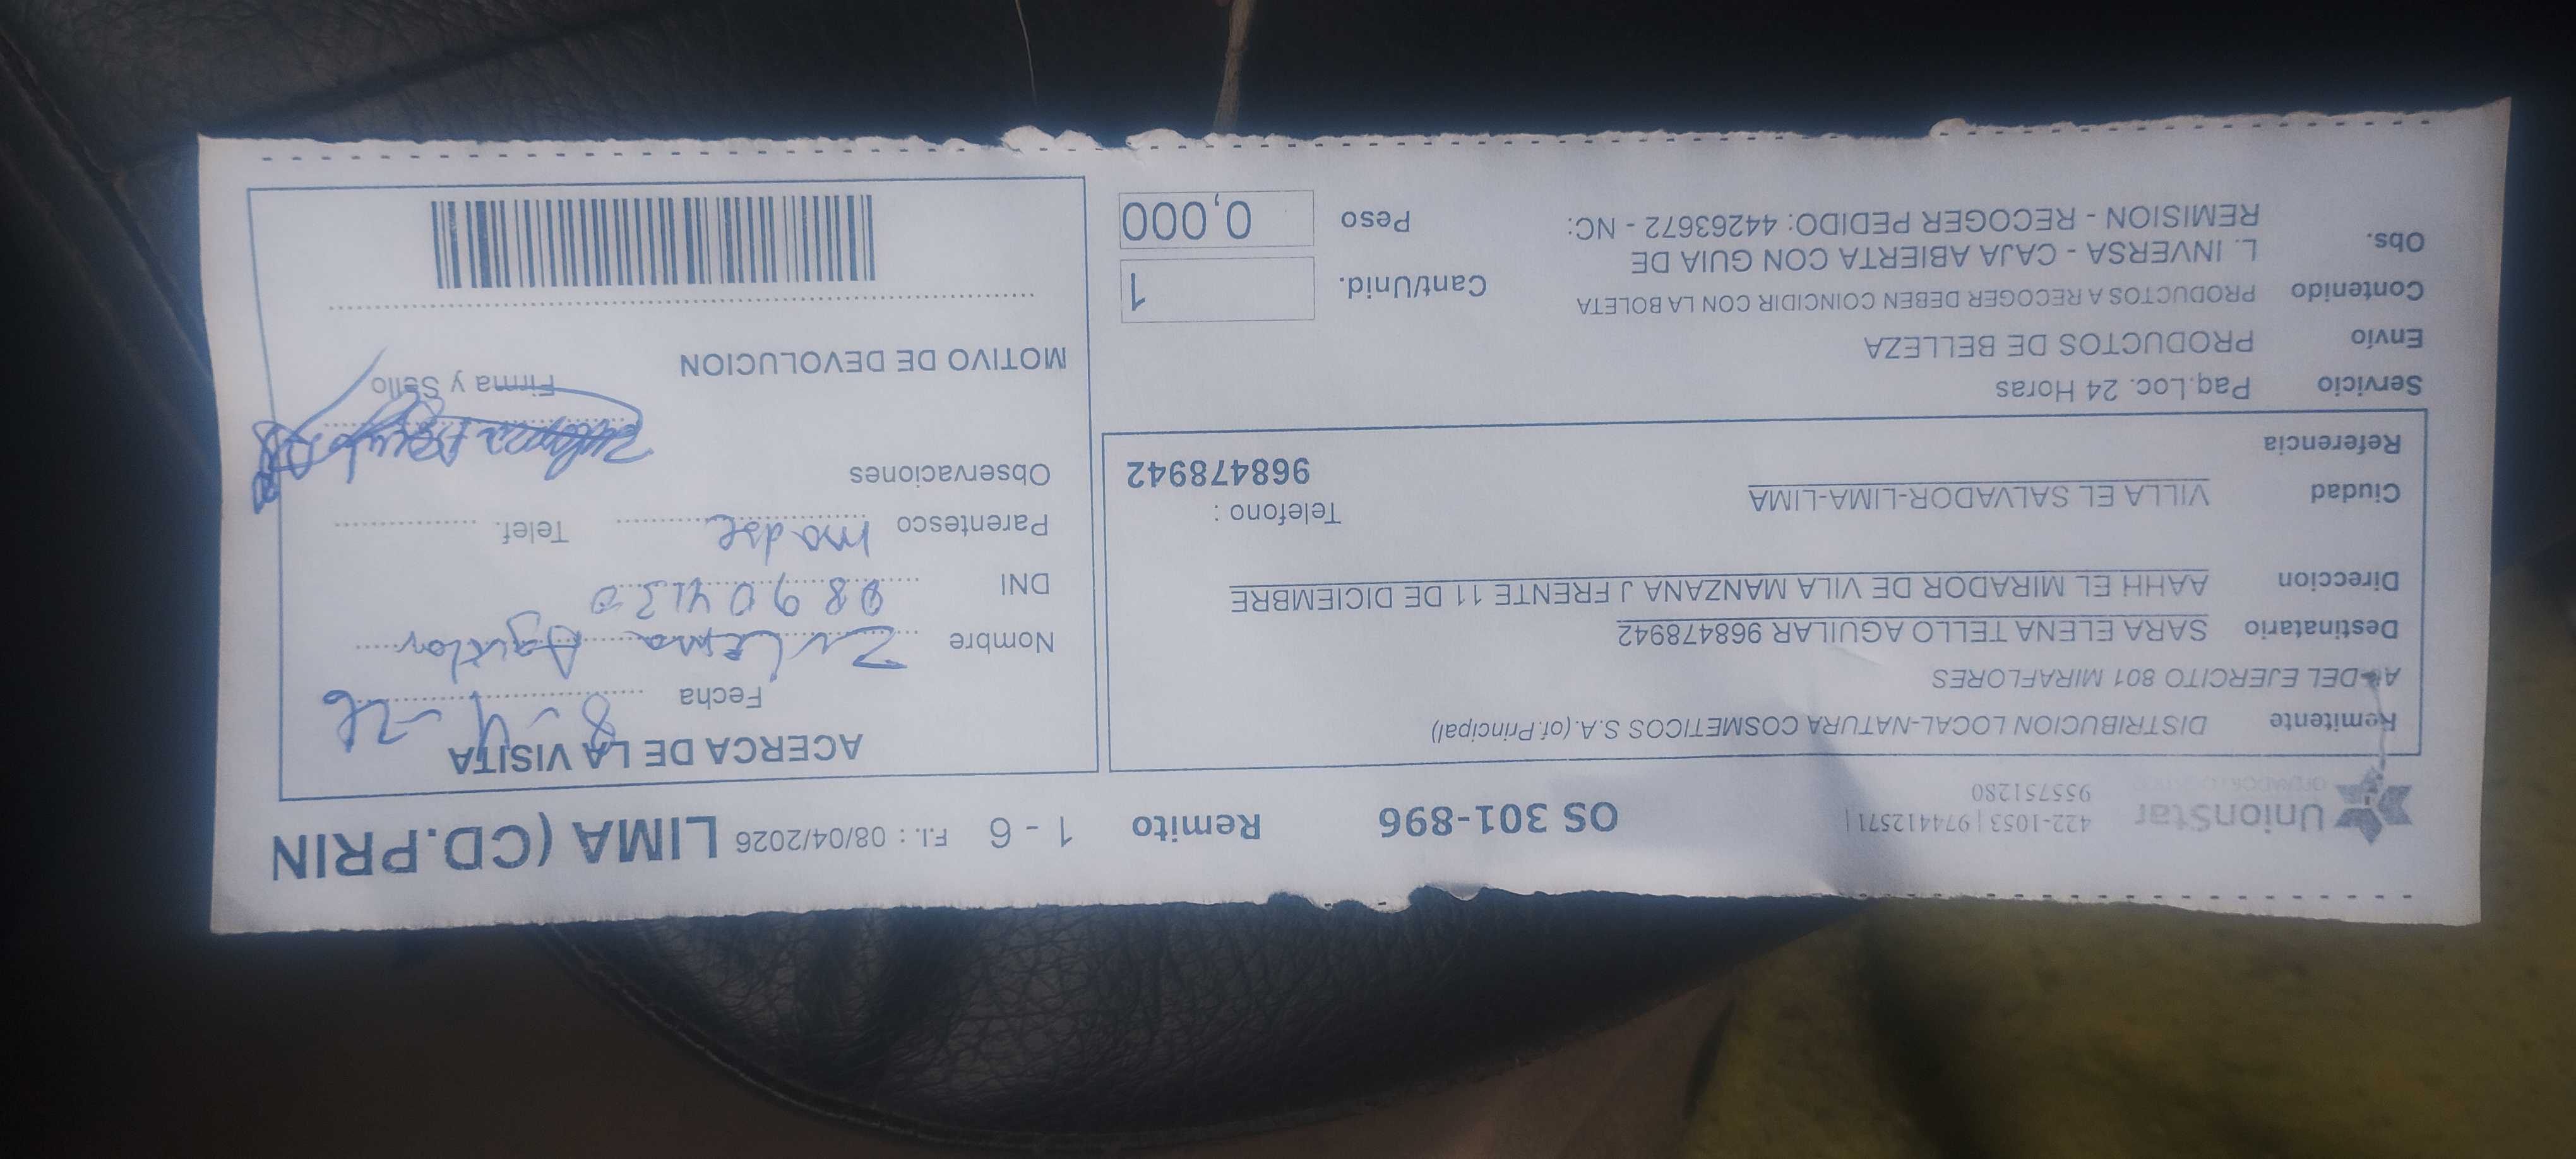 UnionStar
422-1053 | 974412571 |
955751280
OS 301-896
Remito 1 - 6
F.I. : 08/04/2026
LIMA (CD.PRIN
Remitente DISTRIBUCION LOCAL-NATURA COSMETICOS S.A. (of.Principal)
DEL EJERCITO 801 MIRAFLORES
Destinatario SARA ELENA TELLO AGUILAR 968478942
Direccion AAHH EL MIRADOR DE VILA MANZANA J FRENTE 11 DE DICIEMBRE
Telefono :
Ciudad VILLA EL SALVADOR-LIMA-LIMA
968478942
Referencia
Servicio Paq.Loc. 24 Horas
Envio PRODUCTOS DE BELLEZA
Contenido PRODUCTOS A RECOGER DEBEN COINCIDIR CON LA BOLETA
Obs. L. INVERSA - CAJA ABIERTA CON GUIA DE
REMISION - RECOGER PEDIDO: 44263672 - NC:
Cant/Unid. 1
Peso 0,000
ACERCA DE LA VISITA
Fecha 8-4-26
Nombre Zulema Aguilar
DNI
Parentesco madre Telef.
Observaciones
Firma y Sello
MOTIVO DE DEVOLUCION